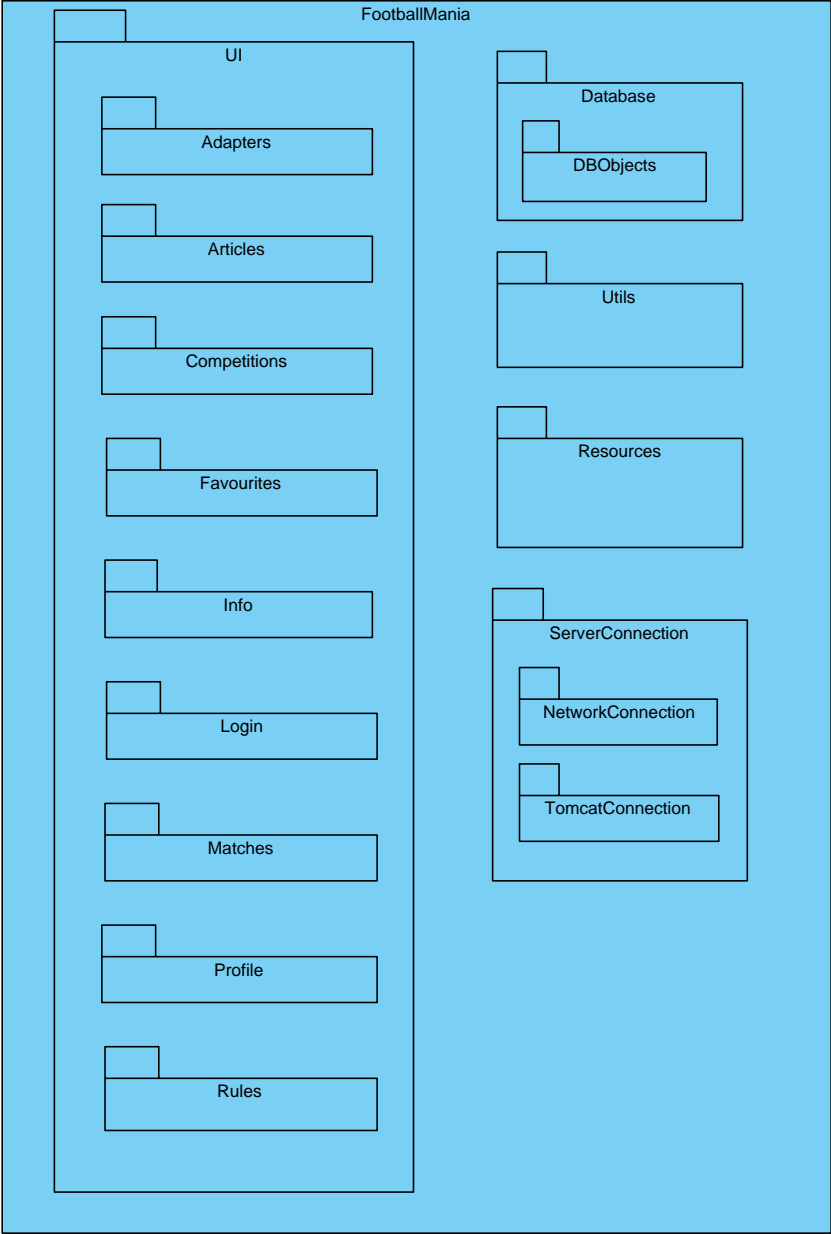 FootballMania
UI
Adapters
Articles
Competitions
Favourites
Info
Login
Matches
Profile
Rules
Database
DBObjects
Utils
Resources
ServerConnection
NetworkConnection
TomcatConnection